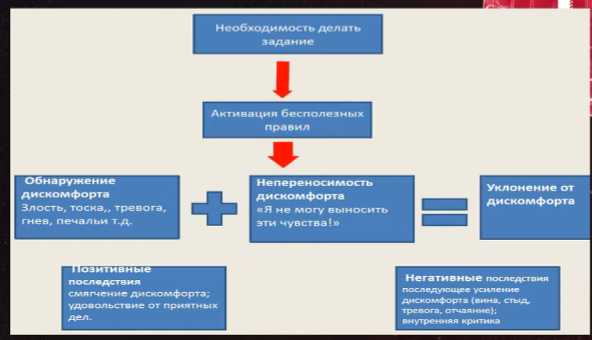 Необходимость делать
задание
Активация бесполезных
правил
Обнаружение
дискомфорта
Злость, тоска,, тревога,
гнев, печальи т.д.
Непереносимость
дискомфорта
«Я не могу выносить
эти чувства!»
Уклонение от
дискомфорта
Позитивные
последствия
смягчение дискомфорта;
удовольствие от приятных
дел.
Негативные последствия
последующее усиление
дискомфорта (вина, стыд,
тревога, отчаяние);
внутренняя критика